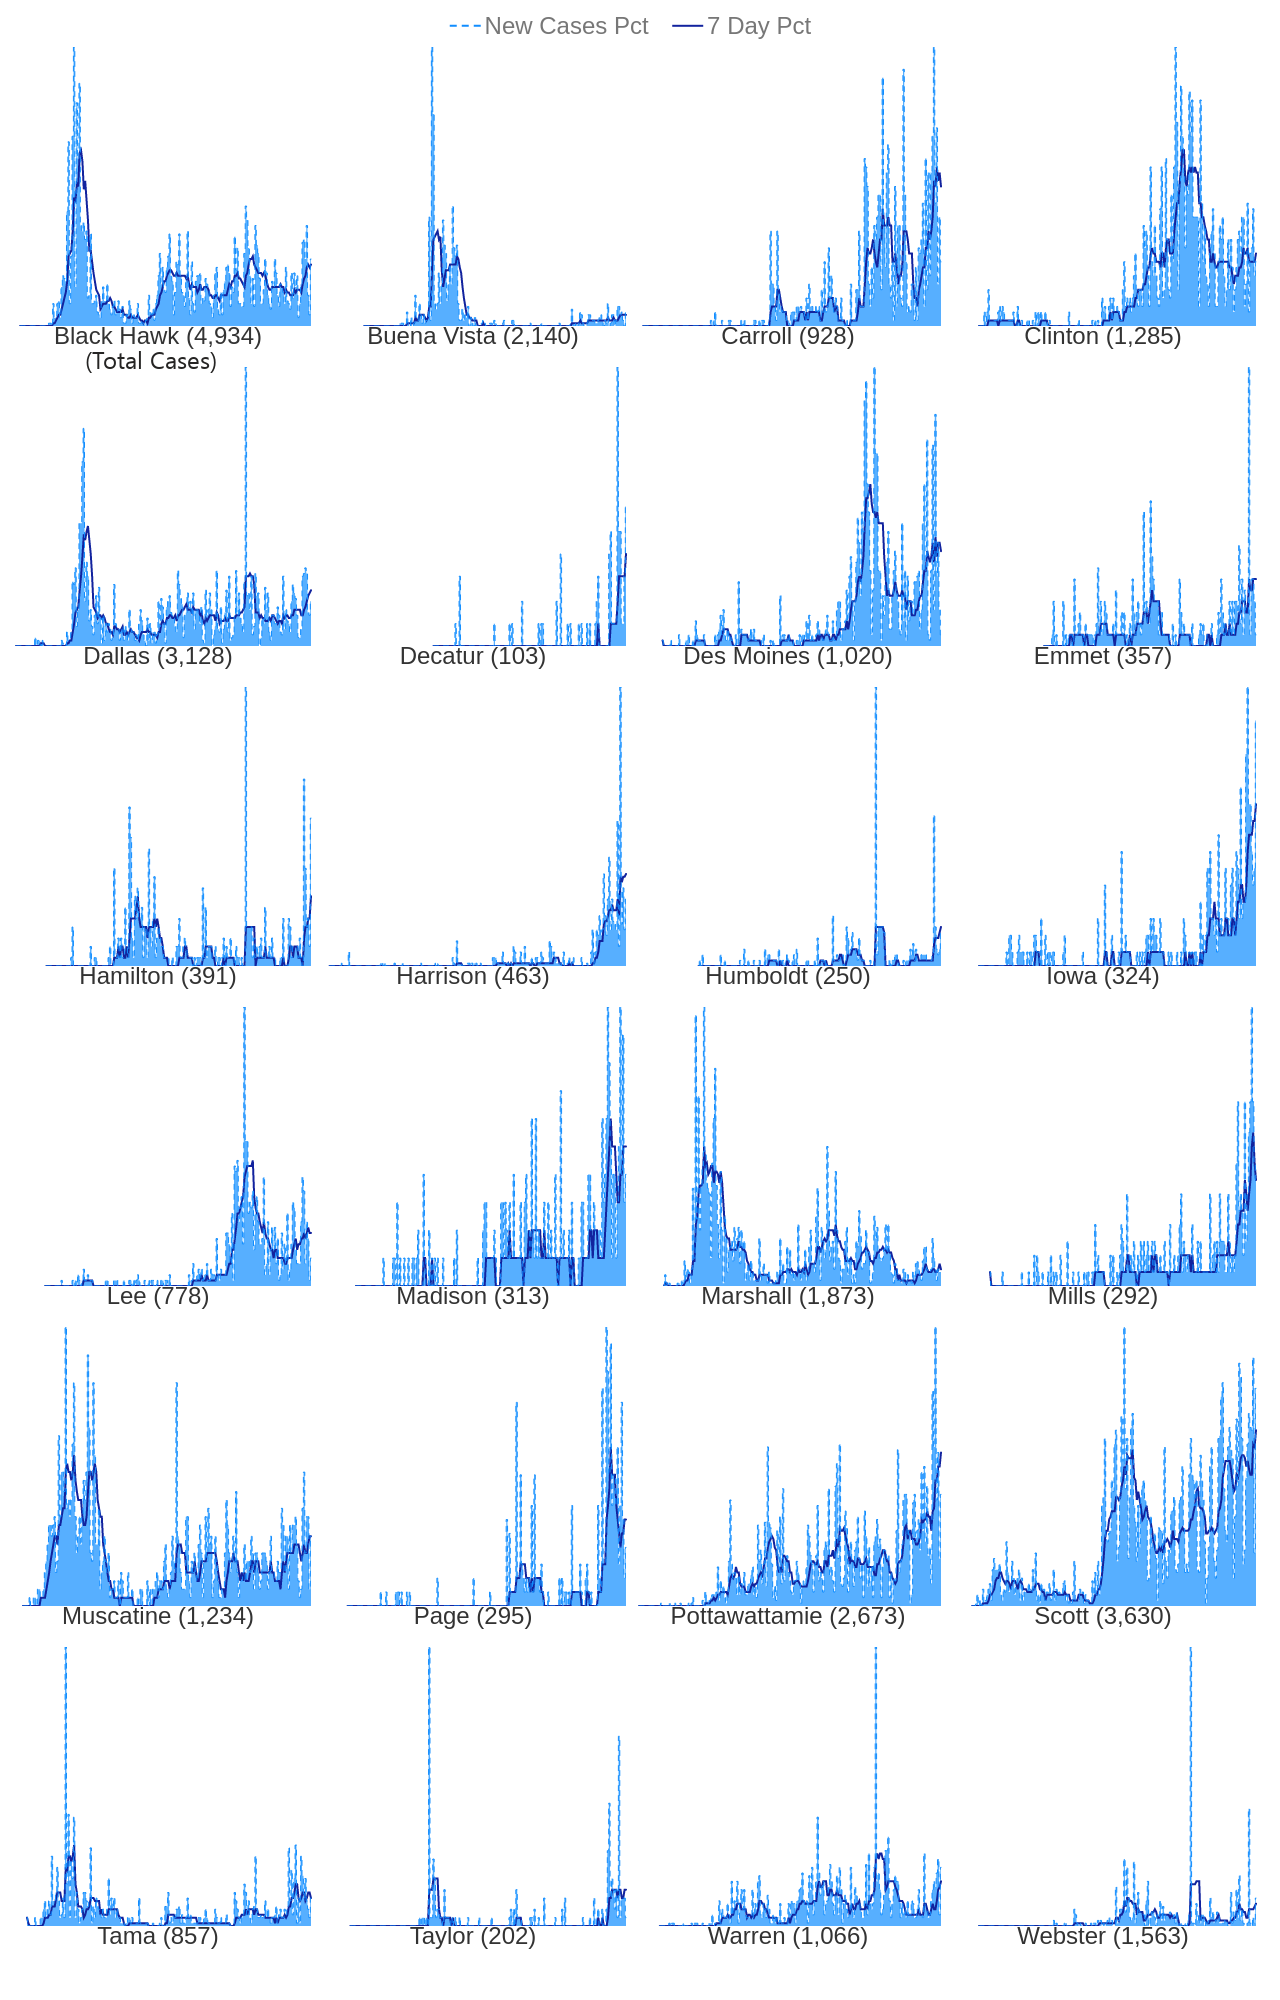 New Cases Pct 7 Day Pct
Black Hawk (4,934) Buena Vista (2,140) Carroll (928) Clinton (1,285)
(Total Cases)
Dallas (3,128) Decatur (103) Des Moines (1,020) Emmet (357)
Hamilton (391) Harrison (463) Humboldt (250) Iowa (324)
Lee (778) Madison (313) Marshall (1,873) Mills (292)
Muscatine (1,234) Page (295) Pottawattamie (2,673) Scott (3,630)
Tama (857) Taylor (202) Warren (1,066) Webster (1,563)